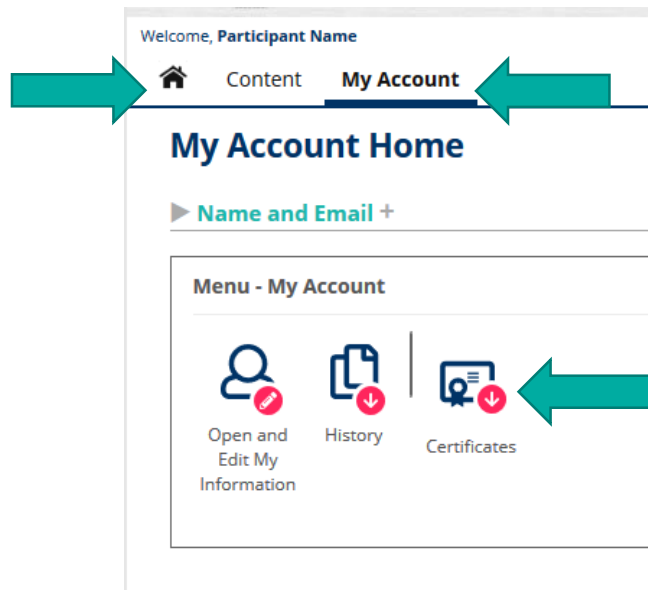 Welcome, Participant Name
Content My Account
My Account Home
Name and Email +
Menu - My Account
Open and
Edit My
Information
History
Certificates